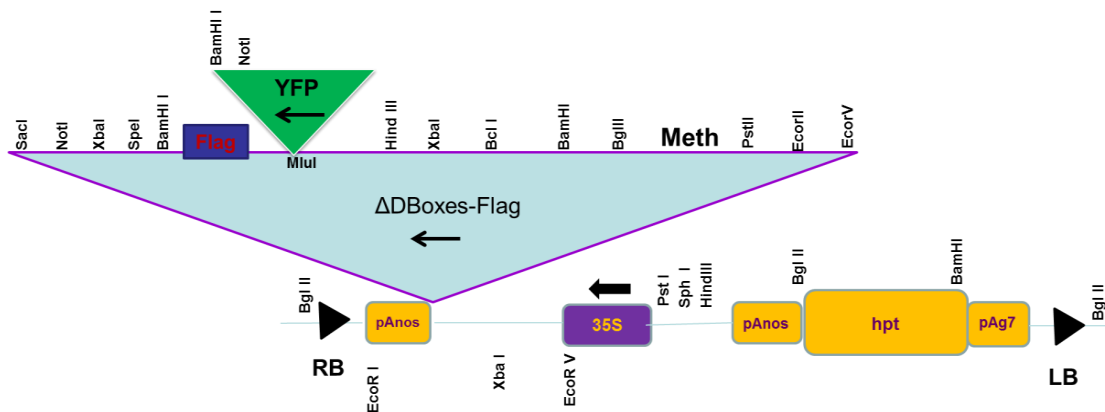 BamHI I
NotI
YFP
SacI
NotI
XbaI
SpeI
BamHI I
Flag
MluI
Hind III
XbaI
Bcl I
BamHI
BglII
Meth
PstII
EcorII
EcorV
ΔDBoxes-Flag
Bgl II
RB
pAnos
EcoR I
Xba I
EcoR V
35S
Pst I
Sph I
HindIII
pAnos
Bgl II
hpt
BamHI
pAg7
LB
Bgl II